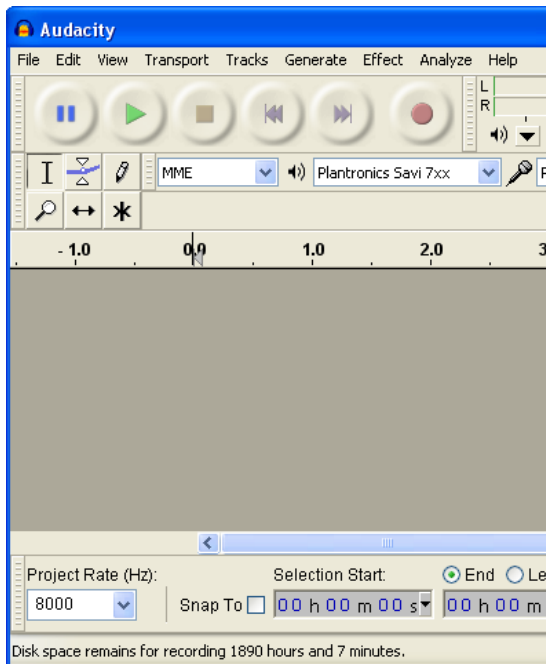 Audacity
File Edit View Transport Tracks Generate Effect Analyze Help
L
R
MME Plantronics Savi 7xx
- 1.0 0.0 1.0 2.0 3
Project Rate (Hz): Selection Start: End Le
8000 Snap To 00 h 00 m 00 s 00 h 00 m
Disk space remains for recording 1890 hours and 7 minutes.